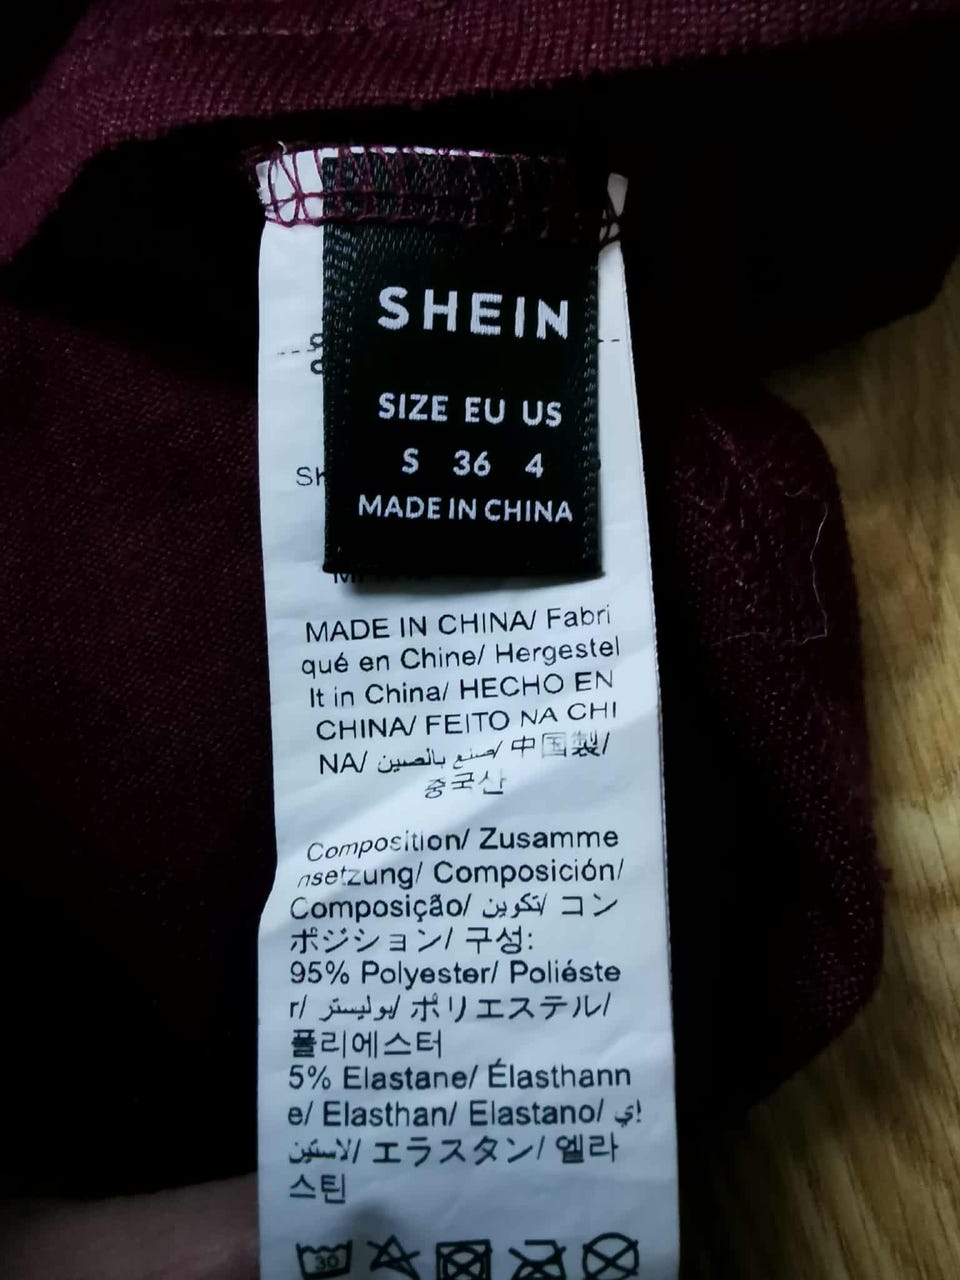 SHEIN
SIZE EU US
S 36 4
MADE IN CHINA
MADE IN CHINA/ Fabri
qué en Chine/ Hergestel
lt in China/ HECHO EN
CHINA/ FEITO NA CHI
NA/ صنع بالصين/ 中国製/
중국산
Composition/ Zusamme
nsetzung/ Composición/
Composição/ تكوين/ コン
ポジション/ 구성:
95% Polyester/ Poliéste
r/ بوليستر/ ポリエステル/
폴리에스터
5% Elastane/ Élasthann
e/ Elasthan/ Elastano/ إي
لاستين/ エラスタン/ 엘라
스틴
30